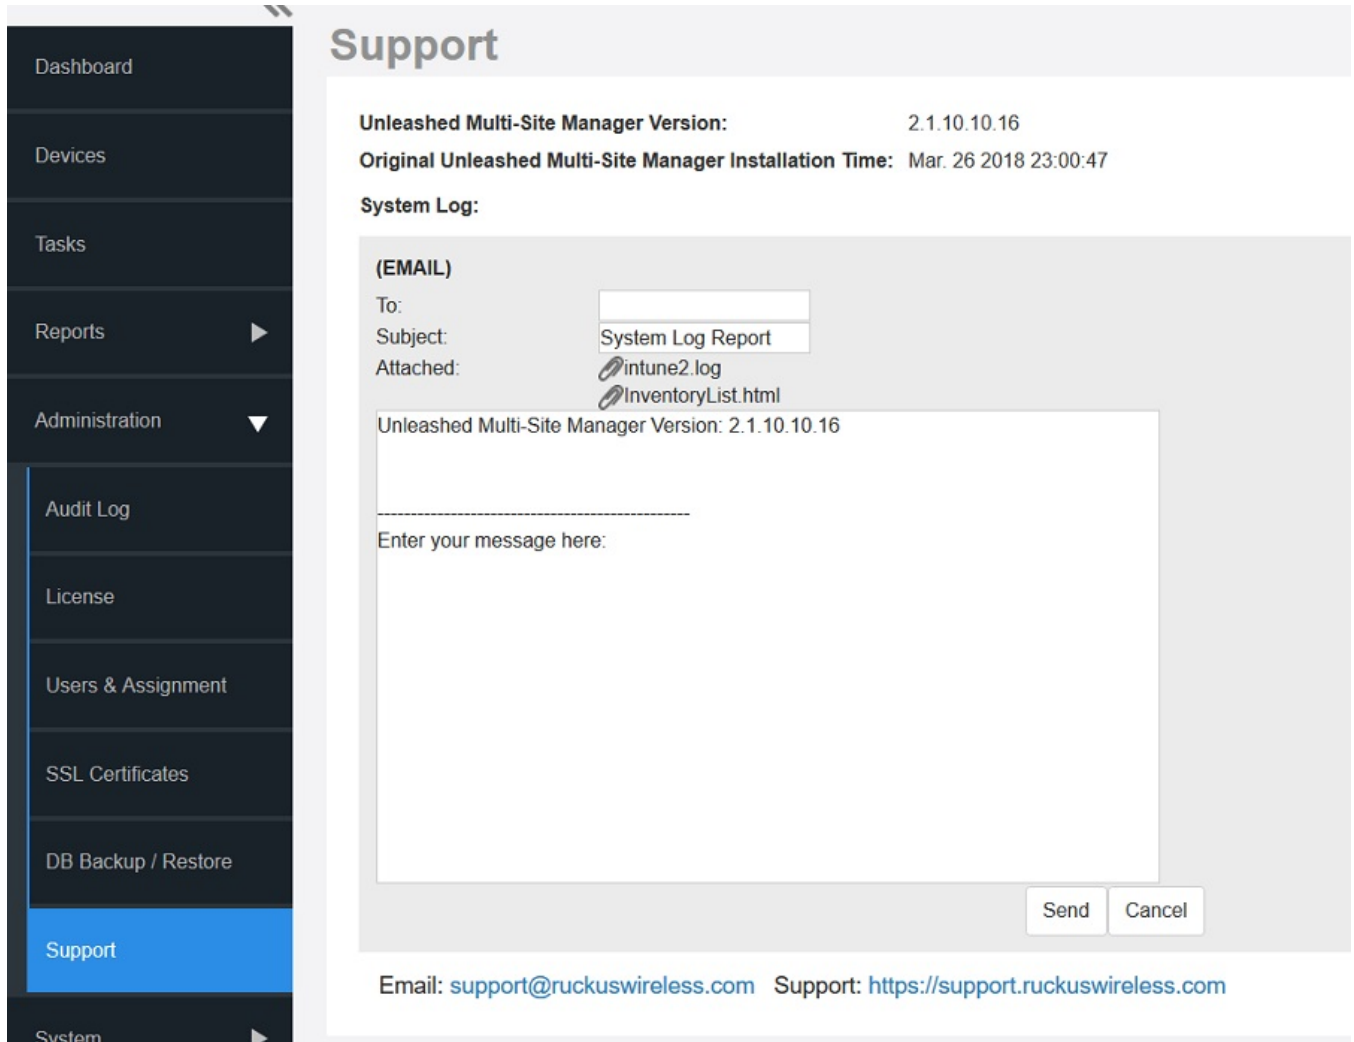 Dashboard
Devices
Tasks
Reports
Administration
Audit Log
License
Users & Assignment
SSL Certificates
DB Backup / Restore
Support
System
Support
Unleashed Multi-Site Manager Version: 2.1.10.10.16
Original Unleashed Multi-Site Manager Installation Time: Mar. 26 2018 23:00:47
System Log:
(EMAIL)
To:
Subject: System Log Report
Attached: intune2.log
InventoryList.html
Unleashed Multi-Site Manager Version: 2.1.10.10.16
------------------------------------------------
Enter your message here:
Send Cancel
Email: support@ruckuswireless.com Support: https://support.ruckuswireless.com